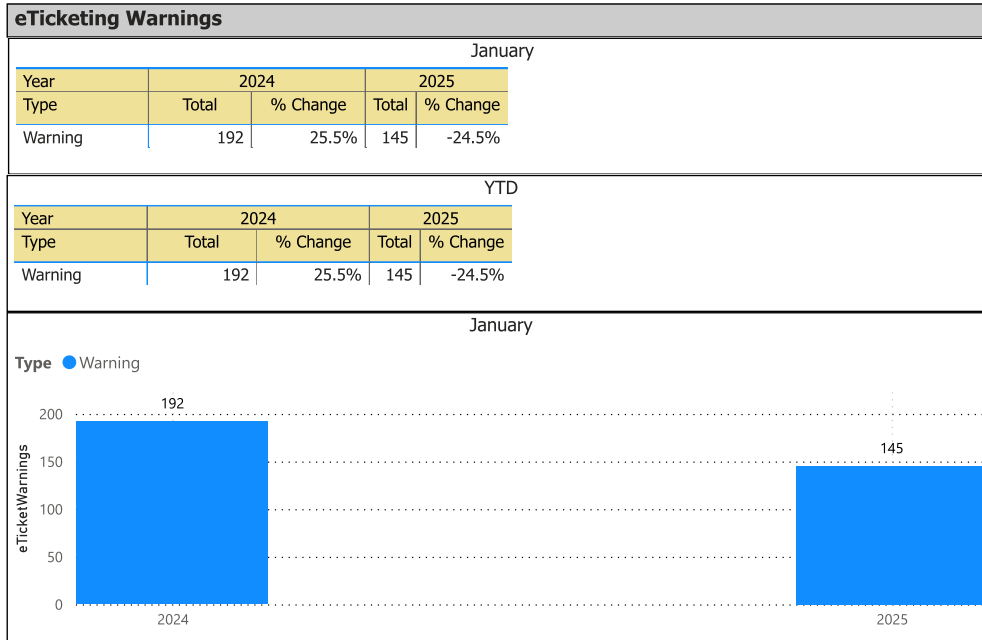 eTicketing Warnings
January
Year 2024 2025
Type Total % Change Total % Change
Warning 192 25.5% 145 -24.5%
YTD
Year 2024 2025
Type Total % Change Total % Change
Warning 192 25.5% 145 -24.5%
January
Type Warning
eTicketWarnings
192
200
145
150
100
50
0
2024 2025